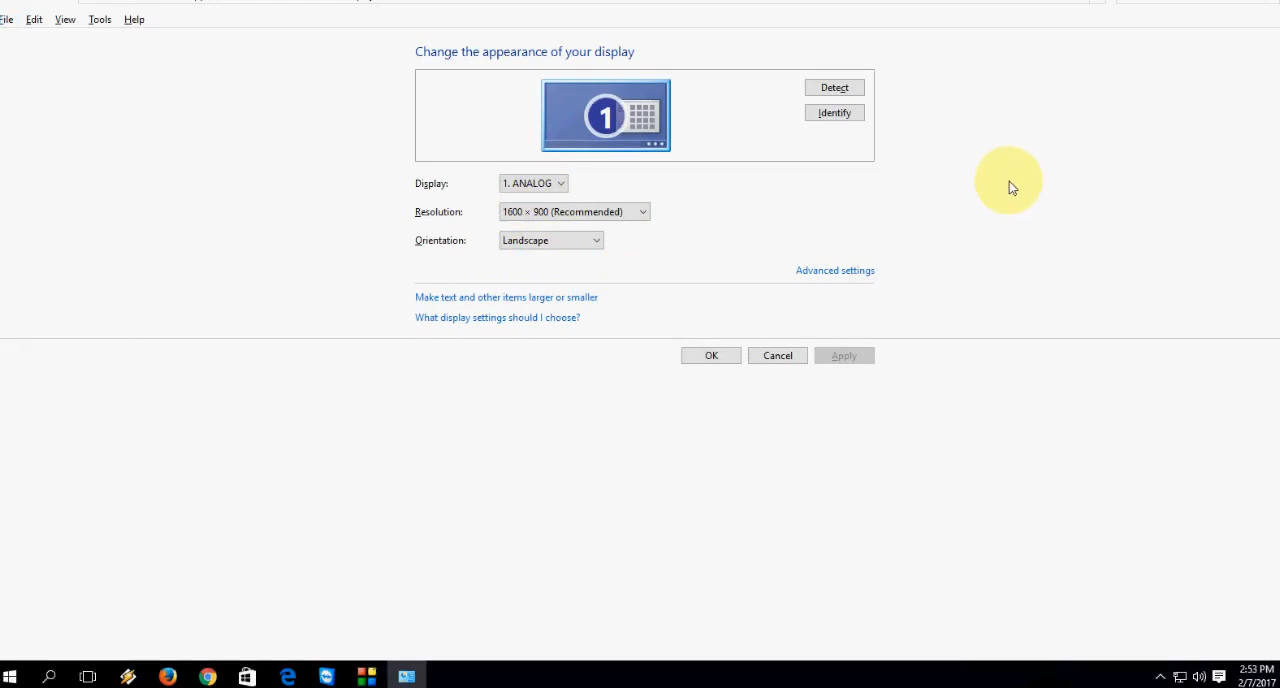 File Edit View Tools Help
Change the appearance of your display
1
Detect
Identify
Display: 1. ANALOG
Resolution: 1600 × 900 (Recommended)
Orientation: Landscape
Advanced settings
Make text and other items larger or smaller
What display settings should I choose?
OK Cancel Apply
2:53 PM
2/7/2017